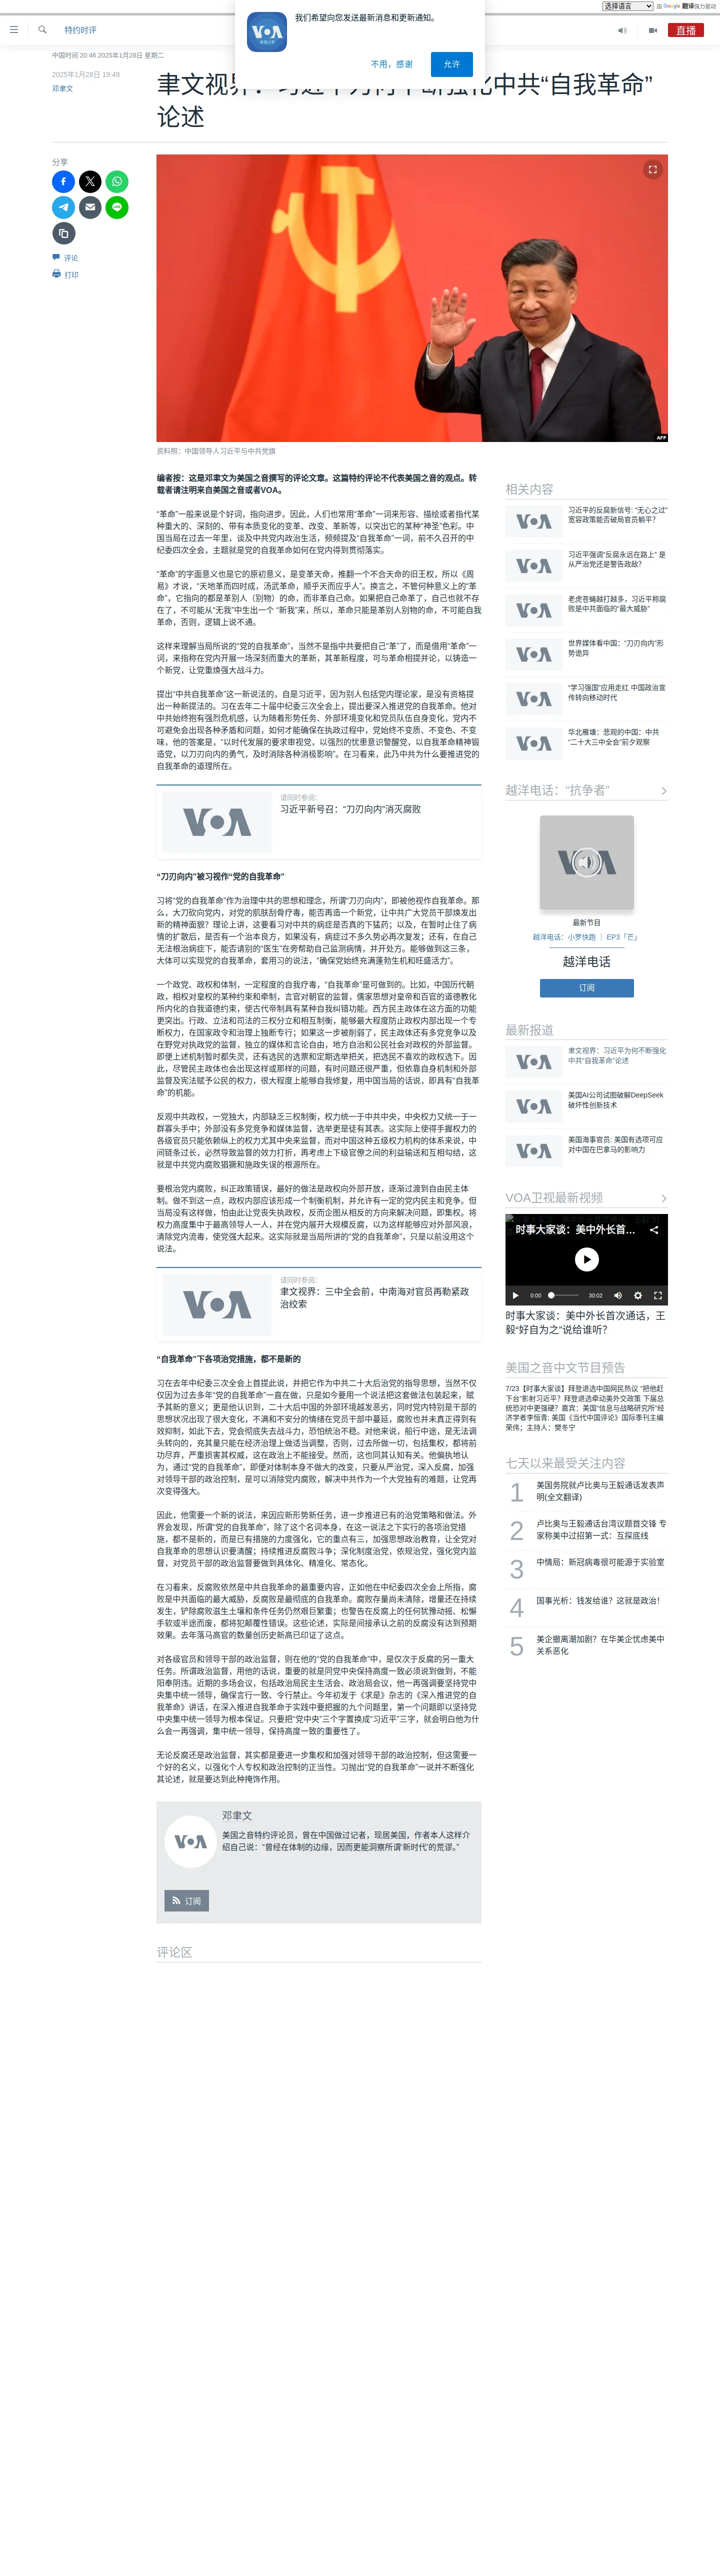 选择语言
由 Google 翻译强力驱动
特约时评
直播
我们希望向您发送最新消息和更新通知。
不用，感谢
允许
中国时间 20:46 2025年1月28日 星期二
2025年1月28日 19:48
邓聿文
聿文视界：习近平为何不断强化中共“自我革命”
论述
分享
评论
打印
AFP
资料照：中国领导人习近平与中共党旗
编者按：这是邓聿文为美国之音撰写的评论文章。这篇特约评论不代表美国之音的观点。转
载者请注明来自美国之音或者VOA。
“革命”一般来说是个好词，指向进步。因此，人们也常用“革命”一词来形容、描绘或者指代某
种重大的、深刻的、带有本质变化的变革、改变、革新等，以突出它的某种“神圣”色彩。中
国当局在过去一年里，谈及中共党内政治生活，频频提及“自我革命”一词，前不久召开的中
纪委四次全会，主题就是党的自我革命如何在党内得到贯彻落实。
“革命”的字面意义也是它的原初意义，是变革天命，推翻一个不合天命的旧王权，所以《周
易》才说，“天地革而四时成，汤武革命，顺乎天而应乎人”。换言之，不管何种意义上的“革
命”，它指向的都是革别人（别物）的命，而非革自己命。如果把自己命革了，自己也就不存
在了，不可能从“无我”中生出一个 “新我”来，所以，革命只能是革别人别物的命，不可能自我
革命，否则，逻辑上说不通。
这样来理解当局所说的“党的自我革命”，当然不是指中共要把自己“革”了，而是借用“革命”一
词，来指称在党内开展一场深刻而重大的革新，其革新程度，可与革命相提并论，以铸造一
个新党，让党重焕强大战斗力。
提出“中共自我革命”这一新说法的，自是习近平，因为别人包括党内理论家，是没有资格提
出一种新提法的。习在去年二十届中纪委三次全会上，提出要深入推进党的自我革命。他对
中共始终抱有强烈危机感，认为随着形势任务、外部环境变化和党员队伍自身变化，党内不
可避免会出现各种矛盾和问题，如何才能确保在执政过程中，党始终不变质、不变色、不变
味，他的答案是，“以时代发展的要求审视党，以强烈的忧患意识警醒党，以自我革命精神锻
造党，以刀刃向内的勇气，及时消除各种消极影响”。在习看来，此乃中共为什么要推进党的
自我革命的道理所在。
请同时参阅：
习近平新号召：“刀刃向内”消灭腐败
“刀刃向内”被习视作“党的自我革命”
习将“党的自我革命”作为治理中共的思想和理念，所谓“刀刃向内”，即被他视作自我革命。那
么，大刀砍向党内，对党的肌肤刮骨疗毒，能否再造一个新党，让中共广大党员干部焕发出
新的精神面貌？理论上讲，这要看习对中共的病症是否真的下猛药；以及，在暂时止住了病
情的扩散后，是否有一个治本良方，如果没有，病症过不多久势必再次复发；还有，在自己
无法根治病症下，能否请别的“医生”在旁帮助自己监测病情，并开处方。能够做到这三条，
大体可以实现党的自我革命，套用习的说法，“确保党始终充满蓬勃生机和旺盛活力”。
一个政党、政权和体制，一定程度的自我疗毒，“自我革命”是可做到的。比如，中国历代朝
政，相权对皇权的某种约束和牵制，言官对朝官的监督，儒家思想对皇帝和百官的道德教化
所内化的自我道德约束，使古代帝制具有某种自我纠错功能。西方民主政体在这方面的功能
更突出。行政、立法和司法的三权分立和相互制衡，能够最大程度防止政权内部出现一个专
断权力，在国家政令和治理上独断专行；如果这一步被削弱了，民主政体还有多党竞争以及
在野党对执政党的监督，独立的媒体和言论自由，地方自治和公民社会对政权的外部监督。
即便上述机制暂时都失灵，还有选民的选票和定期选举把关，把选民不喜欢的政权选下。因
此，尽管民主政体也会出现这样或那样的问题，有时问题还很严重，但依靠自身机制和外部
监督及宪法赋予公民的权力，很大程度上能够自我修复，用中国当局的话说，即具有“自我革
命”的机能。
反观中共政权，一党独大，内部缺乏三权制衡，权力统一于中共中央，中央权力又统一于一
群寡头手中；外部没有多党竞争和媒体监督，选举更是徒有其表。这实际上使得手握权力的
各级官员只能依赖纵上的权力尤其中央来监督，而对中国这种五级权力机构的体系来说，中
间链条过长，必然导致监督的效力打折，再考虑上下级官僚之间的利益输送和互相勾结，这
就是中共党内腐败猖獗和施政失误的根源所在。
要根治党内腐败，纠正政策错误，最好的做法是政权向外部开放，逐渐过渡到自由民主体
制。做不到这一点，政权内部应该形成一个制衡机制，并允许有一定的党内民主和竞争。但
当局没有这样做，怕由此让党丧失执政权，反而企图从相反的方向来解决问题，即集权。将
权力高度集中于最高领导人一人，并在党内展开大规模反腐，以为这样能够应对外部风浪，
清除党内流毒，使党强大起来。这实际就是当局所讲的“党的自我革命”，只是以前没用这个
说法。
请同时参阅：
聿文视界：三中全会前，中南海对官员再勒紧政
治绞索
“自我革命”下各项治党措施，都不是新的
习在去年中纪委三次全会上首提此说，并把它作为中共二十大后治党的指导思想，当然不仅
仅因为过去多年“党的自我革命”一直在做，只是如今要用一个说法把这套做法包装起来，赋
予其新的意义；更是他认识到，二十大后中国的外部环境越发恶劣，同时党内特别是干部的
思想状况出现了很大变化，不满和不安分的情绪在党员干部中蔓延，腐败也并未真正得到有
效抑制，如此下去，党会彻底失去战斗力，恐怕统治不稳。对他来说，船行中途，是无法调
头转向的，充其量只能在经济治理上做适当调整，否则，过去所做一切，包括集权，都将前
功尽弃，严重损害其权威，这在政治上不能接受。然而，这也同其认知有关。他偏执地认
为，通过“党的自我革命”，即便对体制本身不做大的改变，只要从严治党，深入反腐，加强
对领导干部的政治控制，是可以消除党内腐败，解决中共作为一个大党独有的难题，让党再
次变得强大。
因此，他需要一个新的说法，来因应新形势新任务，进一步推进已有的治党策略和做法。外
界会发现，所谓“党的自我革命”，除了这个名词本身，在这一说法之下实行的各项治党措
施，都不是新的，而是已有措施的力度强化，它的重点有三，加强思想政治教育，让全党对
自我革命的思想认识要清醒；持续推进反腐败斗争；深化制度治党，依规治党，强化党内监
督，对党员干部的政治监督要做到具体化、精准化、常态化。
在习看来，反腐败依然是中共自我革命的最重要内容，正如他在中纪委四次全会上所指，腐
败是中共面临的最大威胁，反腐败是最彻底的自我革命。腐败存量尚未清除，增量还在持续
发生，铲除腐败滋生土壤和条件任务仍然艰巨繁重；也警告在反腐上的任何犹豫动摇、松懈
手软或半途而废，都将犯颠覆性错误。这些论述，实际是间接承认之前的反腐没有达到预期
效果。去年落马高官的数量创历史新高已印证了这点。
对各级官员和领导干部的政治监督，则在他的“党的自我革命”中，是仅次于反腐的另一重大
任务。所谓政治监督，用他的话说，重要的就是同党中央保持高度一致必须说到做到，不能
阳奉阴违。近期的多场会议，包括政治局民主生活会、政治局会议，他一再强调要坚持党中
央集中统一领导，确保言行一致、令行禁止。今年初发于《求是》杂志的《深入推进党的自
我革命》讲话，在深入推进自我革命于实践中要把握的九个问题里，第一个问题即以坚持党
中央集中统一领导为根本保证。只要把“党中央”三个字置换成“习近平”三字，就会明白他为什
么会一再强调，集中统一领导，保持高度一致的重要性了。
无论反腐还是政治监督，其实都是要进一步集权和加强对领导干部的政治控制，但这需要一
个好的名义，以强化个人专权和政治控制的正当性。习抛出“党的自我革命”一说并不断强化
其论述，就是要达到此种掩饰作用。
邓聿文
美国之音特约评论员，曾在中国做过记者，现居美国，作者本人这样介
绍自己说：“曾经在体制的边缘，因而更能洞察所谓‘新时代’的荒谬。”
订阅
评论区
相关内容
习近平的反腐新信号: “无心之过”
宽容政策能否破局官员躺平？
习近平强调“反腐永远在路上” 是
从严治党还是警告政敌？
老虎苍蝇越打越多，习近平称腐
败是中共面临的“最大威胁”
世界媒体看中国：“刀刃向内”形
势诡异
“学习强国”应用走红 中国政治宣
传转向移动时代
华北雁墉：悲观的中国：中共
“二十大三中全会”前夕观察
越洋电话：“抗争者”
最新节目
越洋电话：小罗快跑 ︱ EP3「芒」
越洋电话
订阅
最新报道
聿文视界：习近平为何不断强化
中共“自我革命”论述
美国AI公司试图破解DeepSeek
破坏性创新技术
美国海事官员: 美国有选项可应
对中国在巴拿马的影响力
VOA卫视最新视频
时事大家谈：美中外长首…
0:00
30:02
时事大家谈：美中外长首次通话，王
毅“好自为之”说给谁听？
美国之音中文节目预告
7/23【时事大家谈】拜登退选中国网民热议 “把他赶
下台”影射习近平？ 拜登退选牵动美外交政策 下届总
统恐对中更强硬？ 嘉宾：美国“信息与战略研究所”经
济学者李恒青; 美国《当代中国评论》国际季刊主编
荣伟；主持人：樊冬宁
七天以来最受关注内容
1
美国务院就卢比奥与王毅通话发表声
明(全文翻译)
2
卢比奥与王毅通话台湾议题首交锋 专
家称美中过招第一式：互探底线
3
中情局：新冠病毒很可能源于实验室
4
国事光析：钱发给谁？这就是政治！
5
美企撤离潮加剧？在华美企忧虑美中
关系恶化